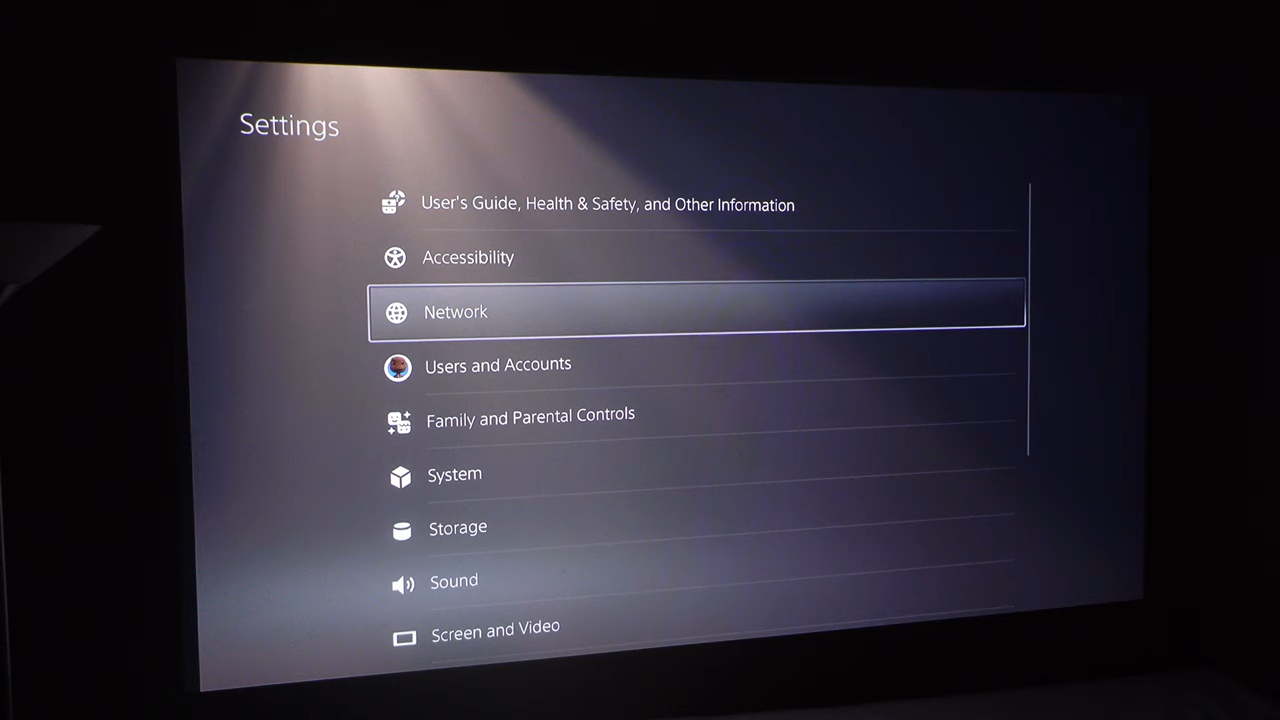 Settings
User's Guide, Health & Safety, and Other Information
Accessibility
Network
Users and Accounts
Family and Parental Controls
System
Storage
Sound
Screen and Video